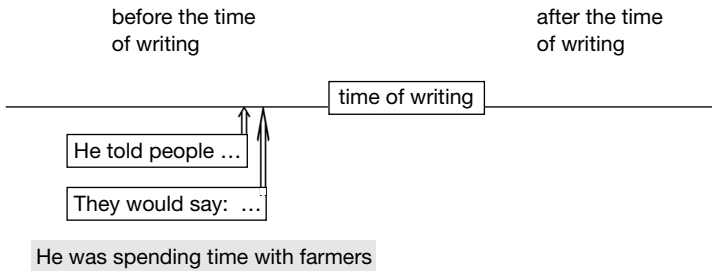 before the time
of writing
after the time
of writing
time of writing
He told people …
They would say: …
He was spending time with farmers